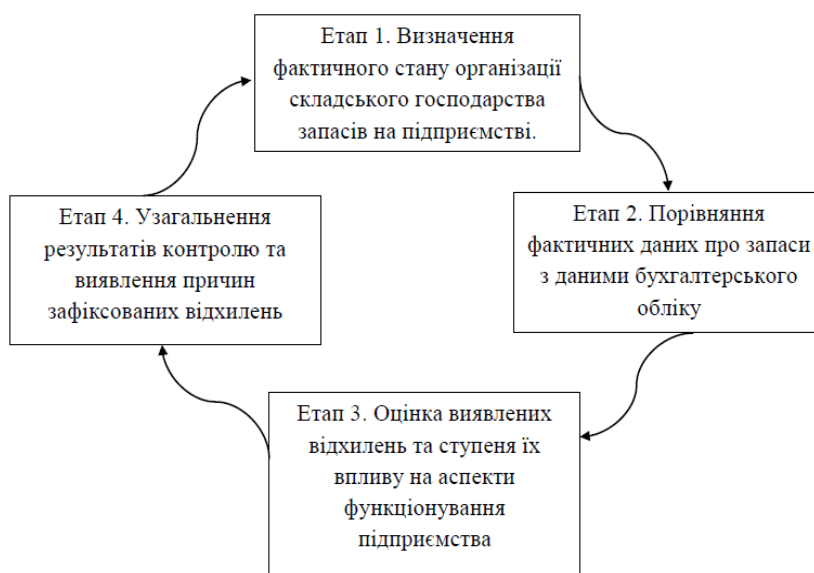 Етап 1. Визначення
фактичного стану організації
складського господарства
запасів на підприємстві.
Етап 2. Порівняння
фактичних даних про запаси
з даними бухгалтерського
обліку
Етап 3. Оцінка виявлених
відхилень та ступеня їх
впливу на аспекти
функціонування
підприємства
Етап 4. Узагальнення
результатів контролю та
виявлення причин
зафіксованих відхилень